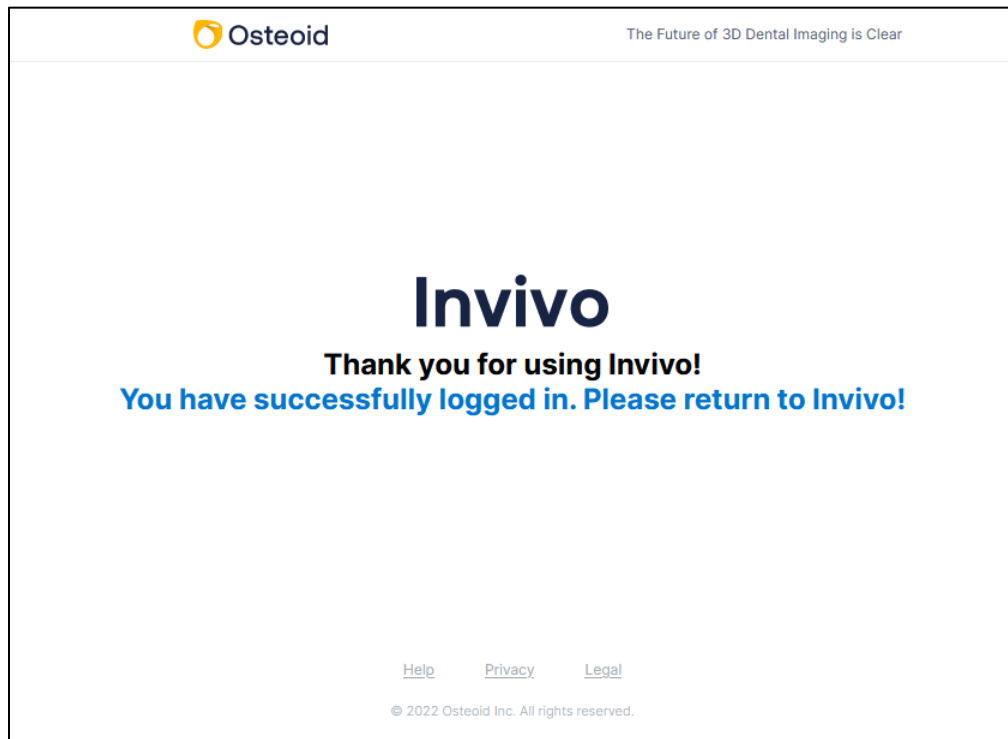 Osteoid
The Future of 3D Dental Imaging is Clear
Invivo
Thank you for using Invivo!
You have successfully logged in. Please return to Invivo!
Help Privacy Legal
© 2022 Osteoid Inc. All rights reserved.